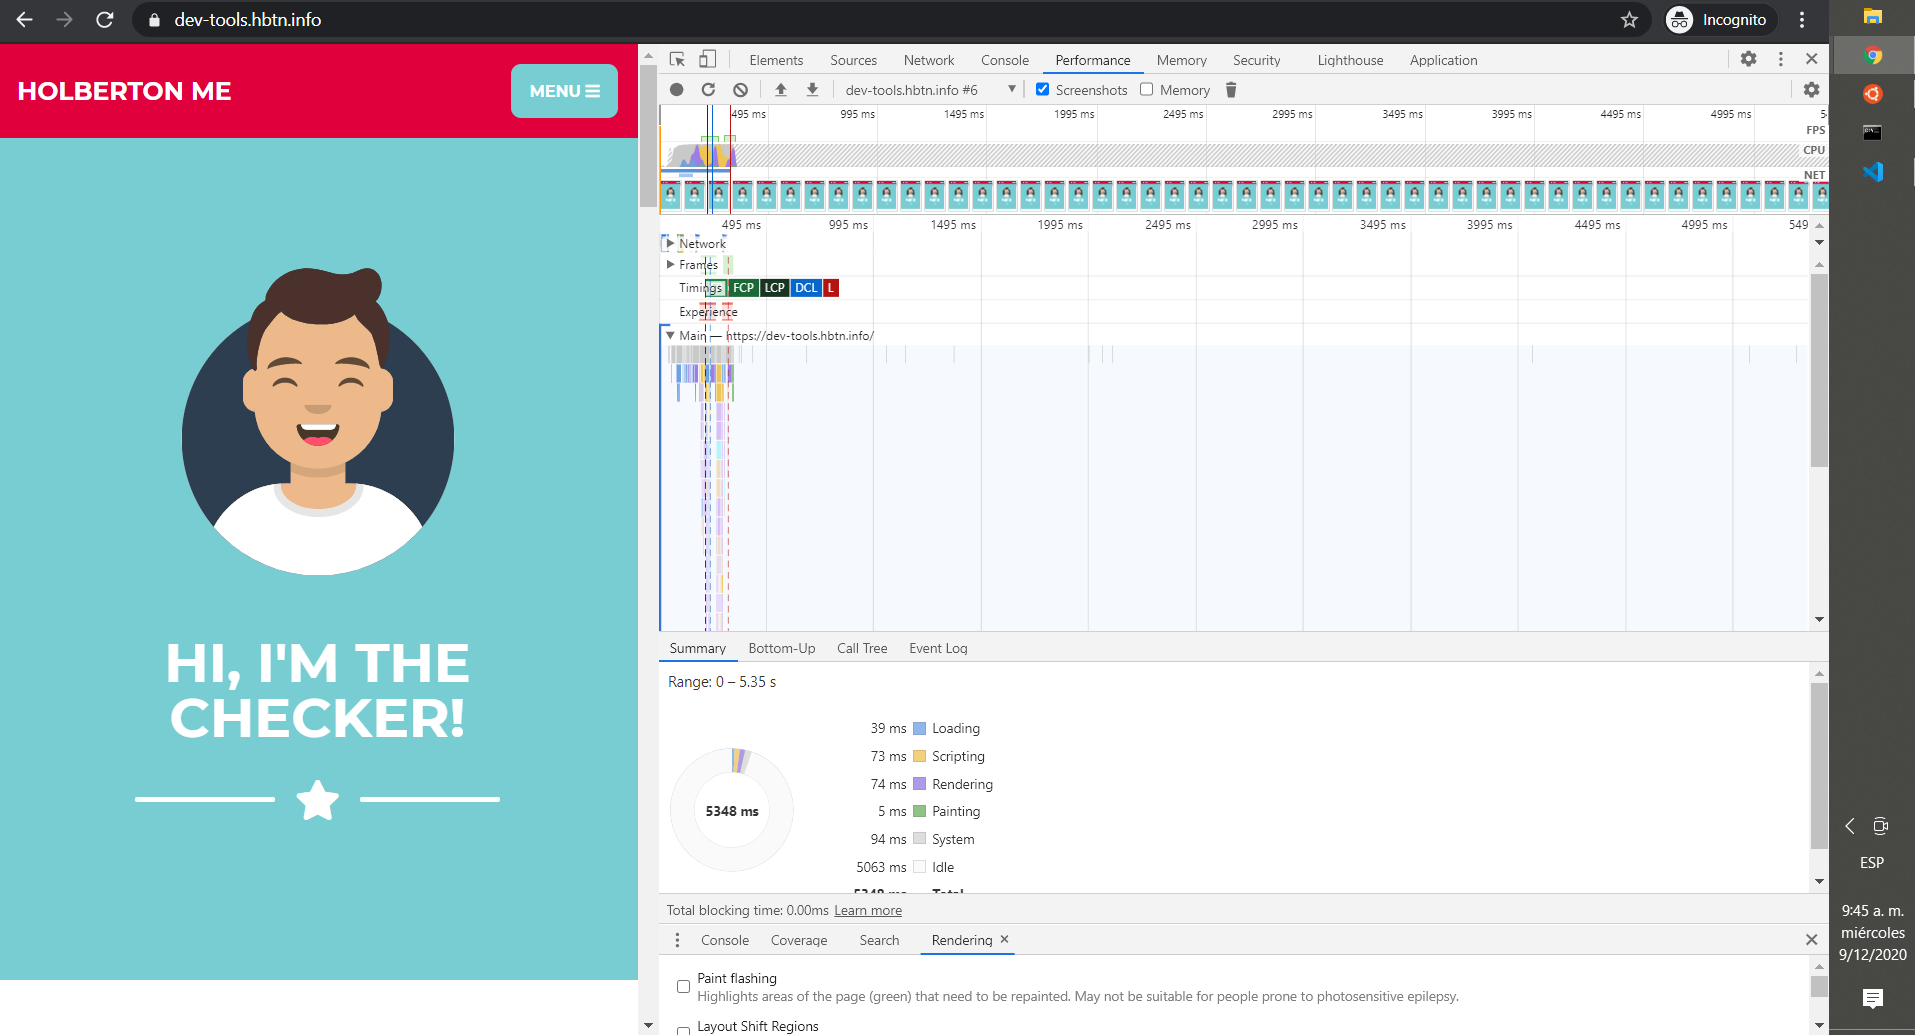 dev-tools.hbtn.info
Incognito
HOLBERTON ME
MENU
HI, I'M THE
CHECKER!
Elements Sources Network Console Performance Memory Security Lighthouse Application
dev-tools.hbtn.info #6 Screenshots Memory
495 ms 995 ms 1495 ms 1995 ms 2495 ms 2995 ms 3495 ms 3995 ms 4495 ms 4995 ms 5
FPS
CPU
NET
495 ms 995 ms 1495 ms 1995 ms 2495 ms 2995 ms 3495 ms 3995 ms 4495 ms 4995 ms 549
Network
Frames
Timings FCP LCP DCL L
Experience
Main — https://dev-tools.hbtn.info/
Summary Bottom-Up Call Tree Event Log
Range: 0 – 5.35 s
5348 ms
39 ms Loading
73 ms Scripting
74 ms Rendering
5 ms Painting
94 ms System
5063 ms Idle
5348 ms Total
Total blocking time: 0.00ms Learn more
Console Coverage Search Rendering
Paint flashing
Highlights areas of the page (green) that need to be repainted. May not be suitable for people prone to photosensitive epilepsy.
Layout Shift Regions
ESP
9:45 a. m.
miércoles
9/12/2020